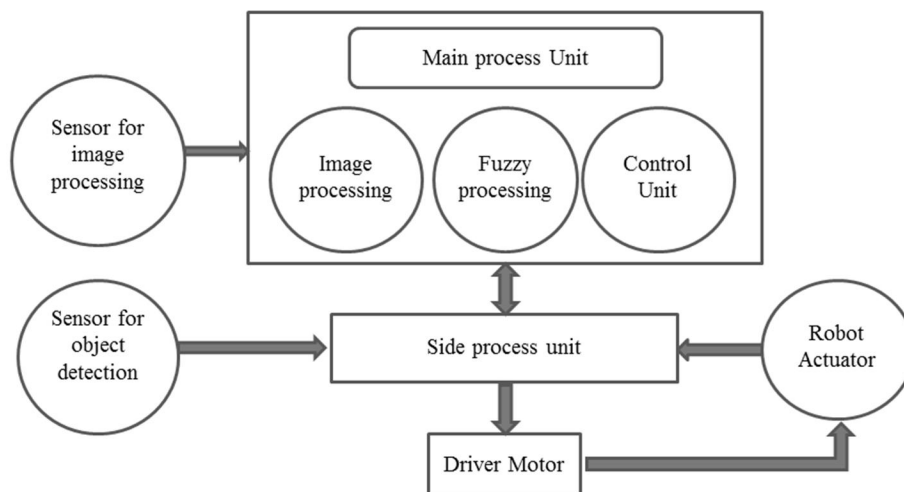 Main process Unit
Sensor for
image
processing
Image
processing
Fuzzy
processing
Control
Unit
Sensor for
object
detection
Side process unit
Robot
Actuator
Driver Motor